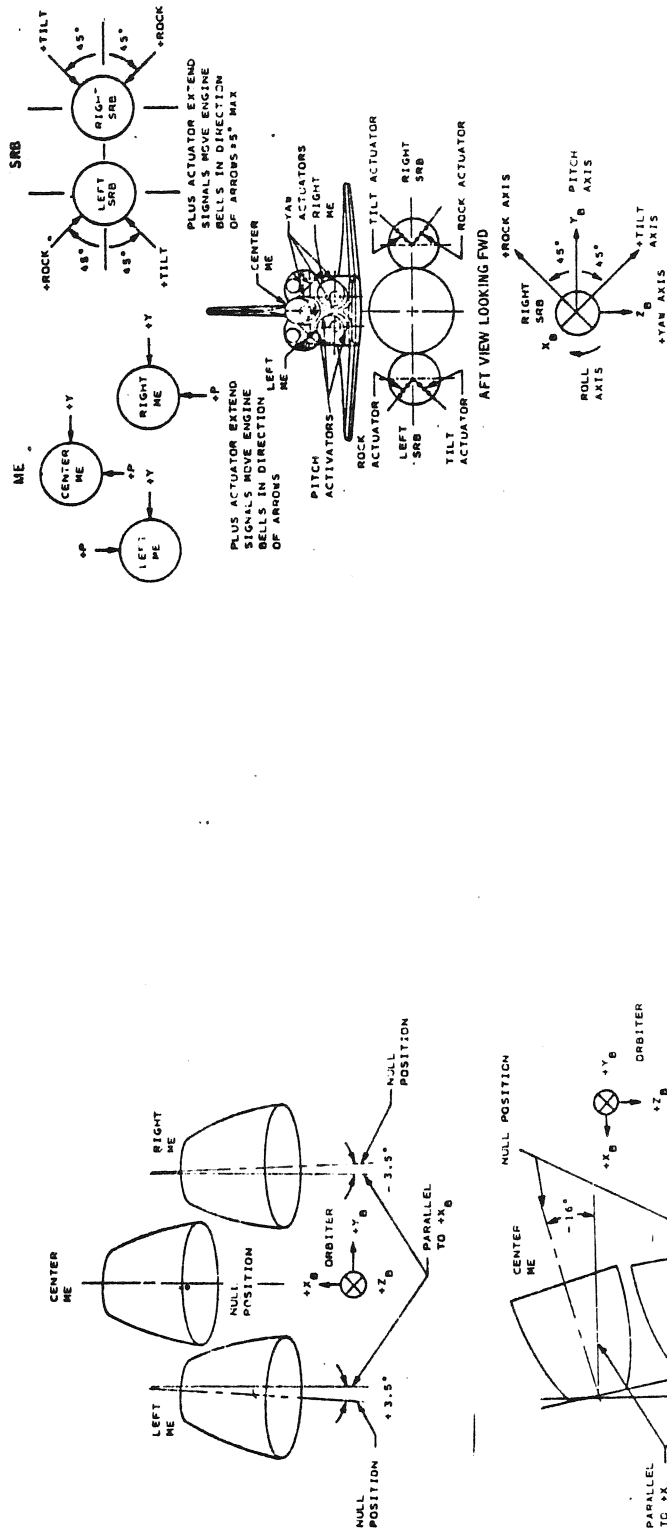 ME
SRB
CENTER
ME
+Y
+P
LEFT
ME
+P
+Y
RIGHT
ME
+Y
+P
PLUS ACTUATOR EXTEND
SIGNALS MOVE ENGINE
BELLS IN DIRECTION
OF ARROWS
+ROCK
45°
45°
+TILT
LEFT
SRB
RIGHT
SRB
+TILT
45°
45°
+ROCK
PLUS ACTUATOR EXTEND
SIGNALS MOVE ENGINE
BELLS IN DIRECTION
OF ARROWS ±5° MAX
CENTER
ME
LEFT
ME
YAW
ACTUATORS
RIGHT
ME
PITCH
ACTIVATORS
ROCK
ACTUATOR
LEFT
SRB
TILT
ACTUATOR
TILT ACTUATOR
RIGHT
SRB
ROCK ACTUATOR
AFT VIEW LOOKING FWD
RIGHT
SRB
X B
+ROCK AXIS
45°
45°
Y B PITCH
AXIS
+TILT
AXIS
ROLL
AXIS
Z B
+YAW AXIS
CENTER
ME
LEFT
ME
RIGHT
ME
NULL
POSITION
+X B
ORBITER
+Y B
+Z B
+3.5°
-3.5°
NULL
POSITION
NULL
POSITION
PARALLEL
TO +X B
NULL POSITION
CENTER
ME
-16°
+X B
+Y B
ORBITER
+Z B
PARALLEL
TO +X